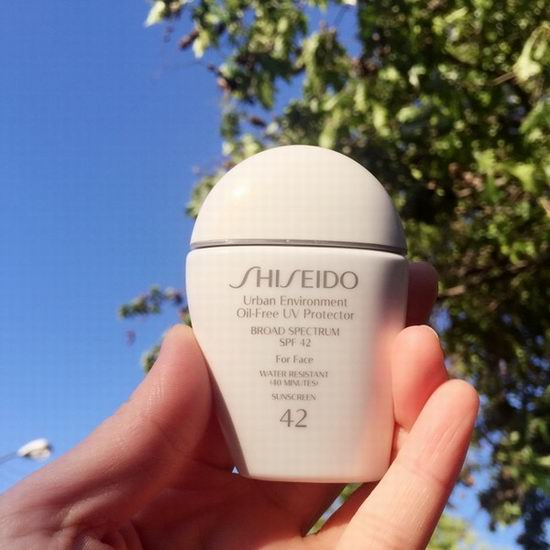 SHISEIDO
Urban Environment
Oil-Free UV Protector
BROAD SPECTRUM
SPF 42
For Face
WATER RESISTANT
(40 MINUTES)
SUNSCREEN
42